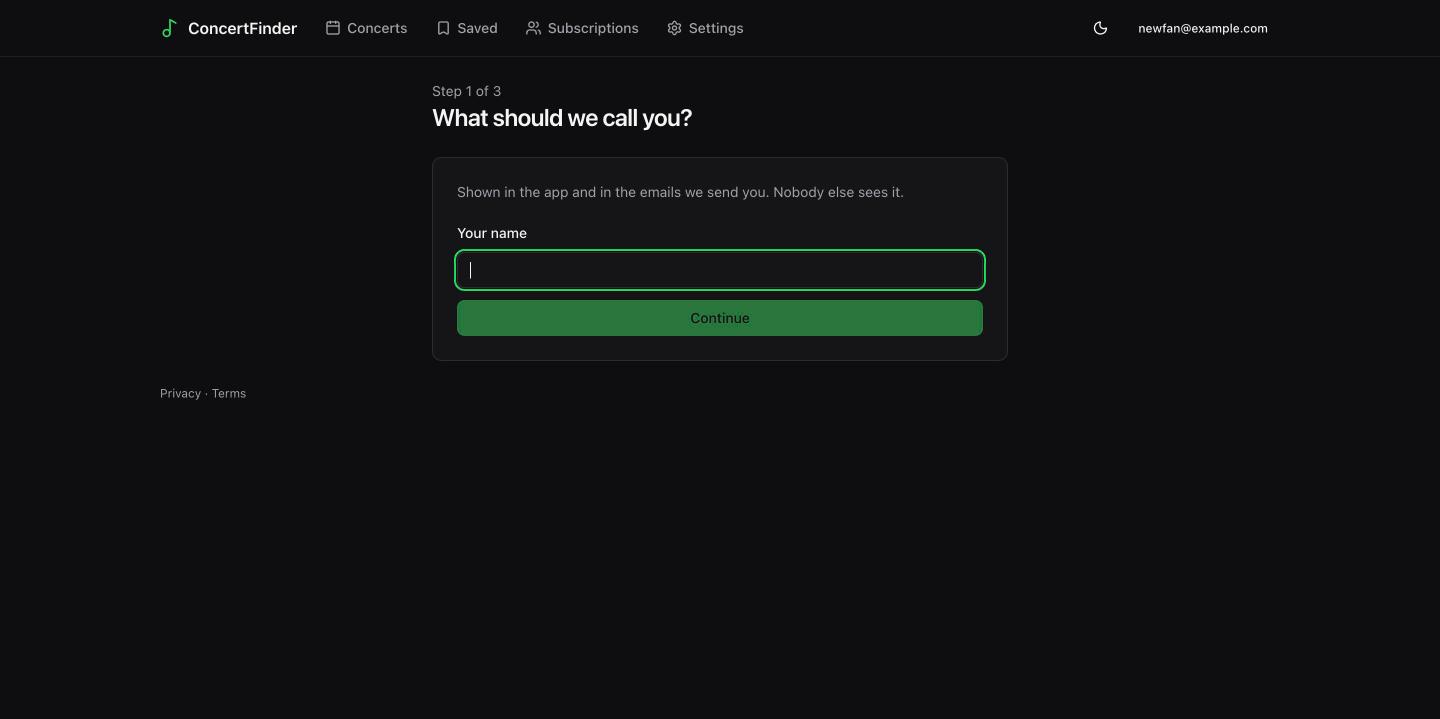 ConcertFinder Concerts Saved Subscriptions Settings newfan@example.com
Step 1 of 3
What should we call you?
Shown in the app and in the emails we send you. Nobody else sees it.
Your name
Continue
Privacy · Terms